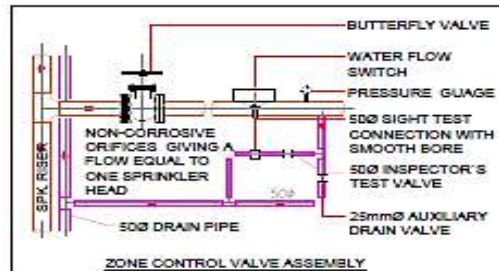 BUTTERFLY VALVE
WATER FLOW
SWITCH
PRESSURE GUAGE
50Ø SIGHT TEST
CONNECTION WITH
SMOOTH BORE
50Ø INSPECTOR'S
TEST VALVE
25mmØ AUXILIARY
DRAIN VALVE
NON-CORROSIVE
ORIFICES GIVING A
FLOW EQUAL TO
ONE SPRINKLER
HEAD
SPK RISER
50Ø
50Ø DRAIN PIPE
ZONE CONTROL VALVE ASSEMBLY